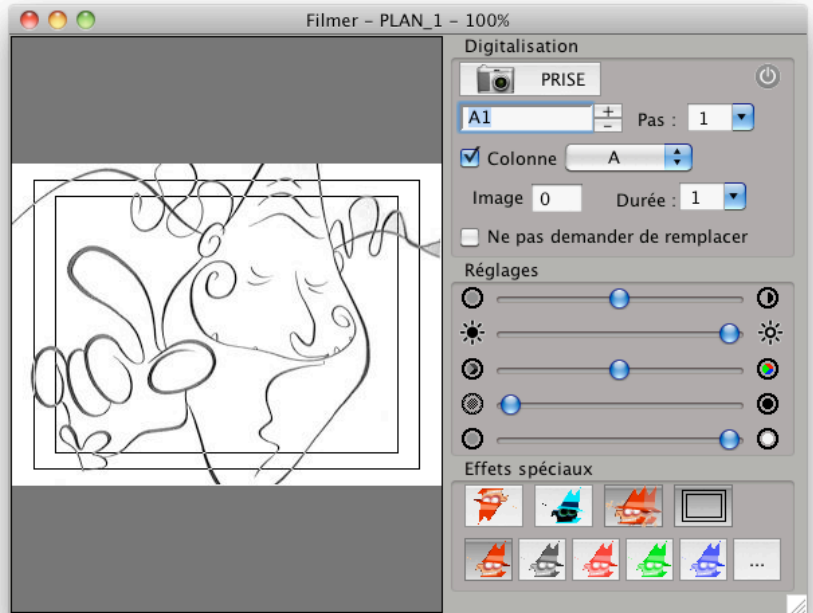 Filmer – PLAN_1 – 100%
Digitalisation
PRISE
A1
+
–
Pas : 1
Colonne A
Image 0 Durée : 1
Ne pas demander de remplacer
Réglages
Effets spéciaux
...